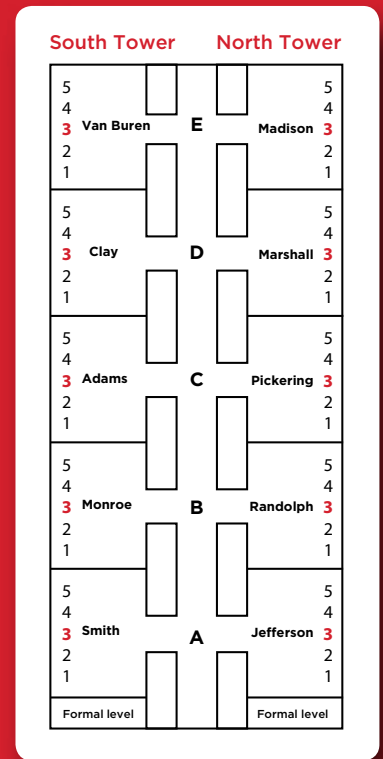 South Tower North Tower
5 5
4 4
3 Van Buren E Madison 3
2 2
1 1
5 5
4 4
3 Clay D Marshall 3
2 2
1 1
5 5
4 4
3 Adams C Pickering 3
2 2
1 1
5 5
4 4
3 Monroe B Randolph 3
2 2
1 1
5 5
4 4
3 Smith A Jefferson 3
2 2
1 1
Formal level Formal level